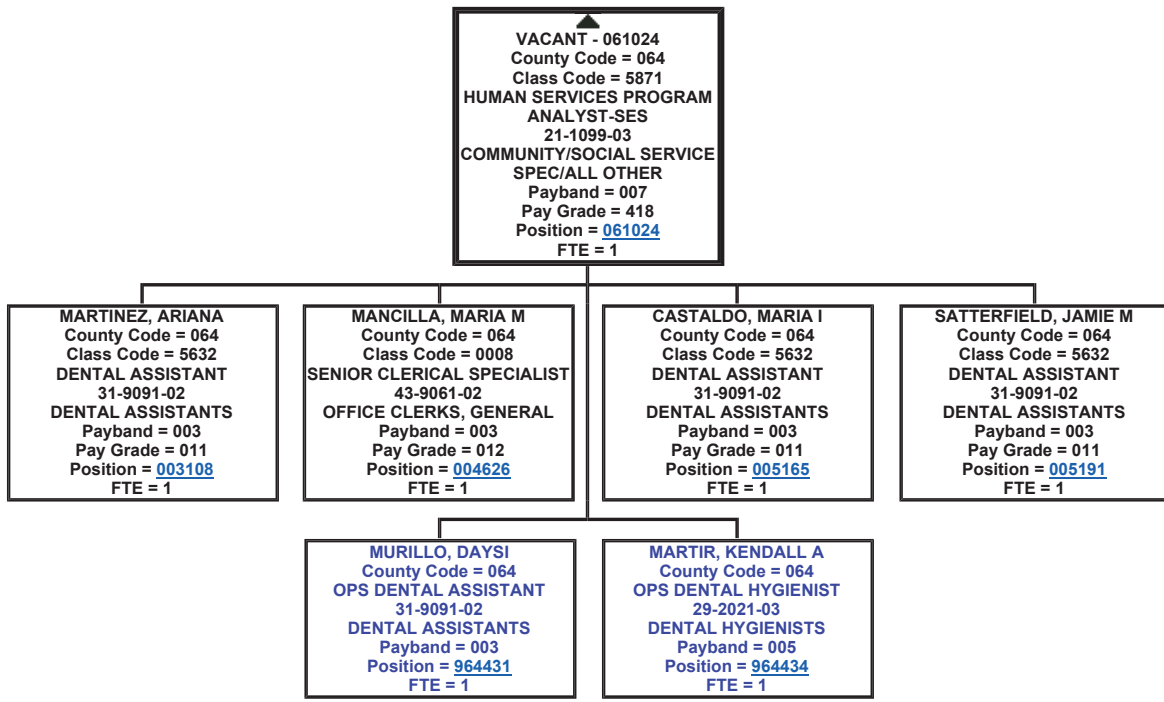 VACANT - 061024
County Code = 064
Class Code = 5871
HUMAN SERVICES PROGRAM
ANALYST-SES
21-1099-03
COMMUNITY/SOCIAL SERVICE
SPEC/ALL OTHER
Payband = 007
Pay Grade = 418
Position = 061024
FTE = 1
MARTINEZ, ARIANA
County Code = 064
Class Code = 5632
DENTAL ASSISTANT
31-9091-02
DENTAL ASSISTANTS
Payband = 003
Pay Grade = 011
Position = 003108
FTE = 1
MANCILLA, MARIA M
County Code = 064
Class Code = 0008
SENIOR CLERICAL SPECIALIST
43-9061-02
OFFICE CLERKS, GENERAL
Payband = 003
Pay Grade = 012
Position = 004626
FTE = 1
CASTALDO, MARIA I
County Code = 064
Class Code = 5632
DENTAL ASSISTANT
31-9091-02
DENTAL ASSISTANTS
Payband = 003
Pay Grade = 011
Position = 005165
FTE = 1
SATTERFIELD, JAMIE M
County Code = 064
Class Code = 5632
DENTAL ASSISTANT
31-9091-02
DENTAL ASSISTANTS
Payband = 003
Pay Grade = 011
Position = 005191
FTE = 1
MURILLO, DAYSI
County Code = 064
OPS DENTAL ASSISTANT
31-9091-02
DENTAL ASSISTANTS
Payband = 003
Position = 964431
FTE = 1
MARTIR, KENDALL A
County Code = 064
OPS DENTAL HYGIENIST
29-2021-03
DENTAL HYGIENISTS
Payband = 005
Position = 964434
FTE = 1